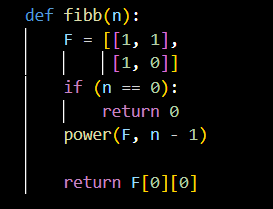 def fibb(n):
    F = [[1, 1],
         [1, 0]]
    if (n == 0):
        return 0
    power(F, n - 1)

    return F[0][0]